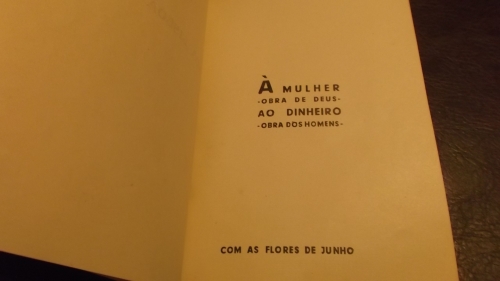 À MULHER
-OBRA DE DEUS-
AO DINHEIRO
-OBRA DOS HOMENS-
COM AS FLORES DE JUNHO